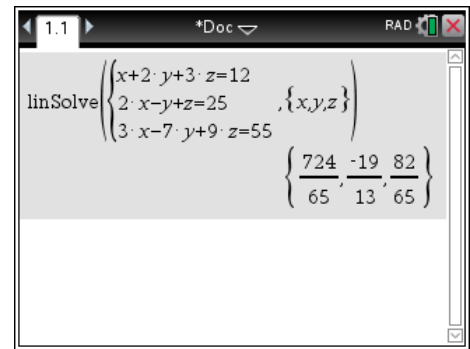 1.1 *Doc RAD
x+2·y+3·z=12
linSolve({2·x−y+z=25 ,{x,y,z})
3·x−7·y+9·z=55
{724/65, -19/13, 82/65}